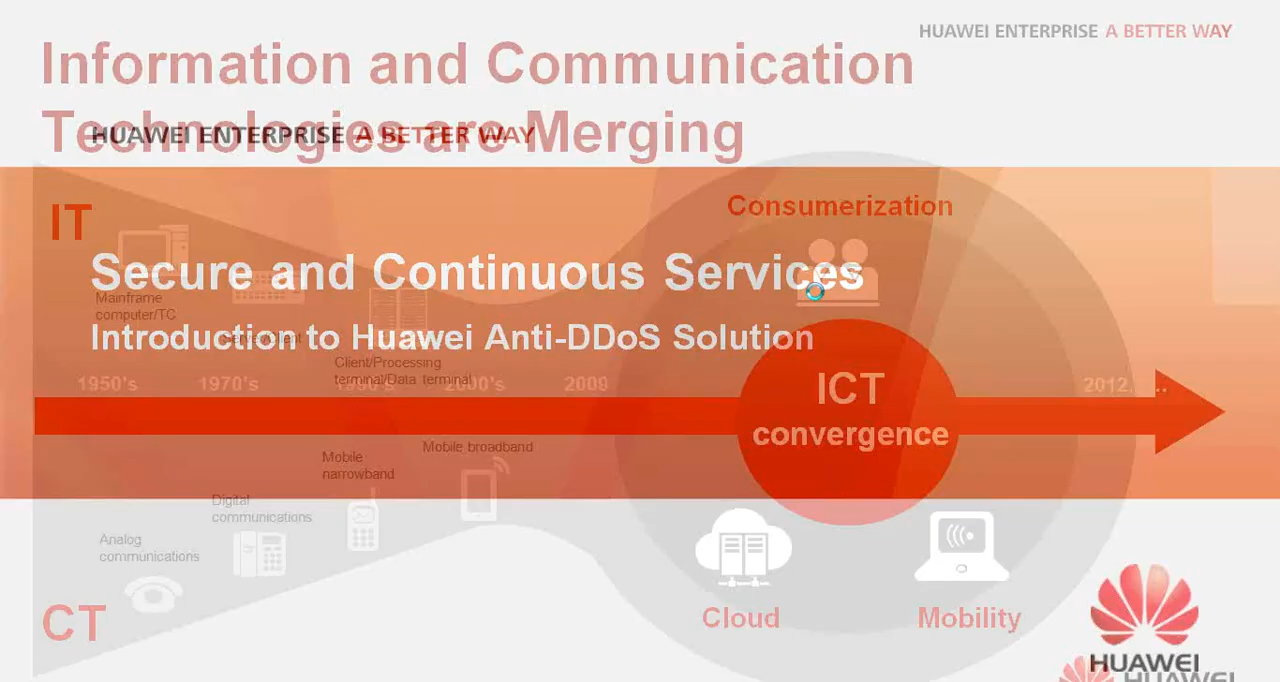 HUAWEI ENTERPRISE A BETTER WAY
Information and Communication
Technologies are Merging
HUAWEI ENTERPRISE A BETTER WAY
Consumerization
IT
Secure and Continuous Services
Mainframe
computer/TC
Introduction to Huawei Anti-DDoS Solution
Client/Processing
terminal/Data terminal
1950's
1970's
2000's
2009
ICT
2012
convergence
Mobile broadband
Mobile
narrowband
Digital
communications
Analog
communications
CT
Cloud
Mobility
HUAWEI
HUAWEI